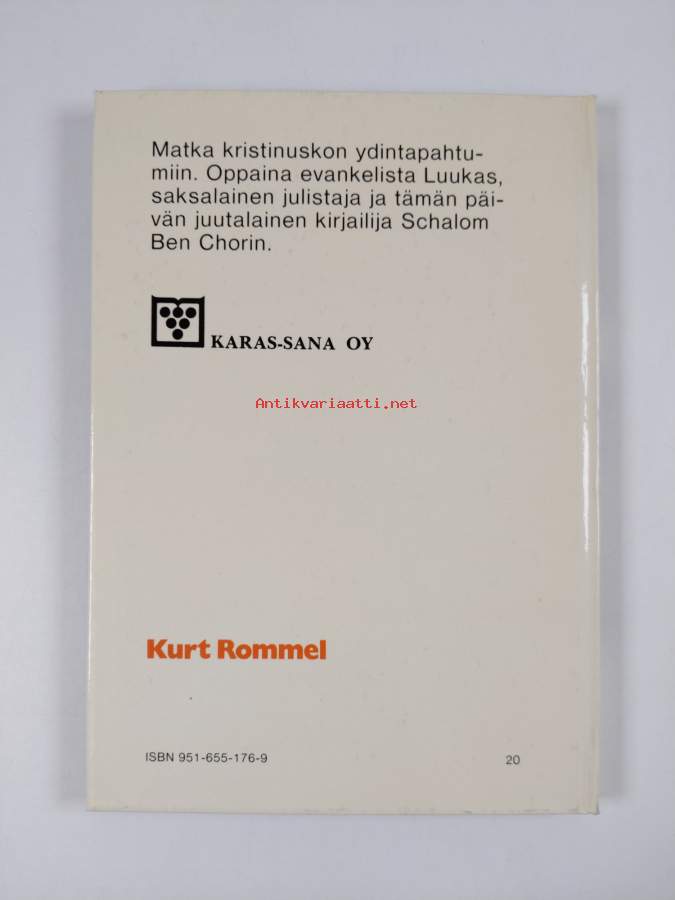 Matka kristinuskon ydintapahtu-
miin. Oppaina evankelista Luukas,
saksalainen julistaja ja tämän päi-
vän juutalainen kirjailija Schalom
Ben Chorin.
KARAS-SANA OY
Antikvariaatti.net
Kurt Rommel
ISBN 951-655-176-9 20